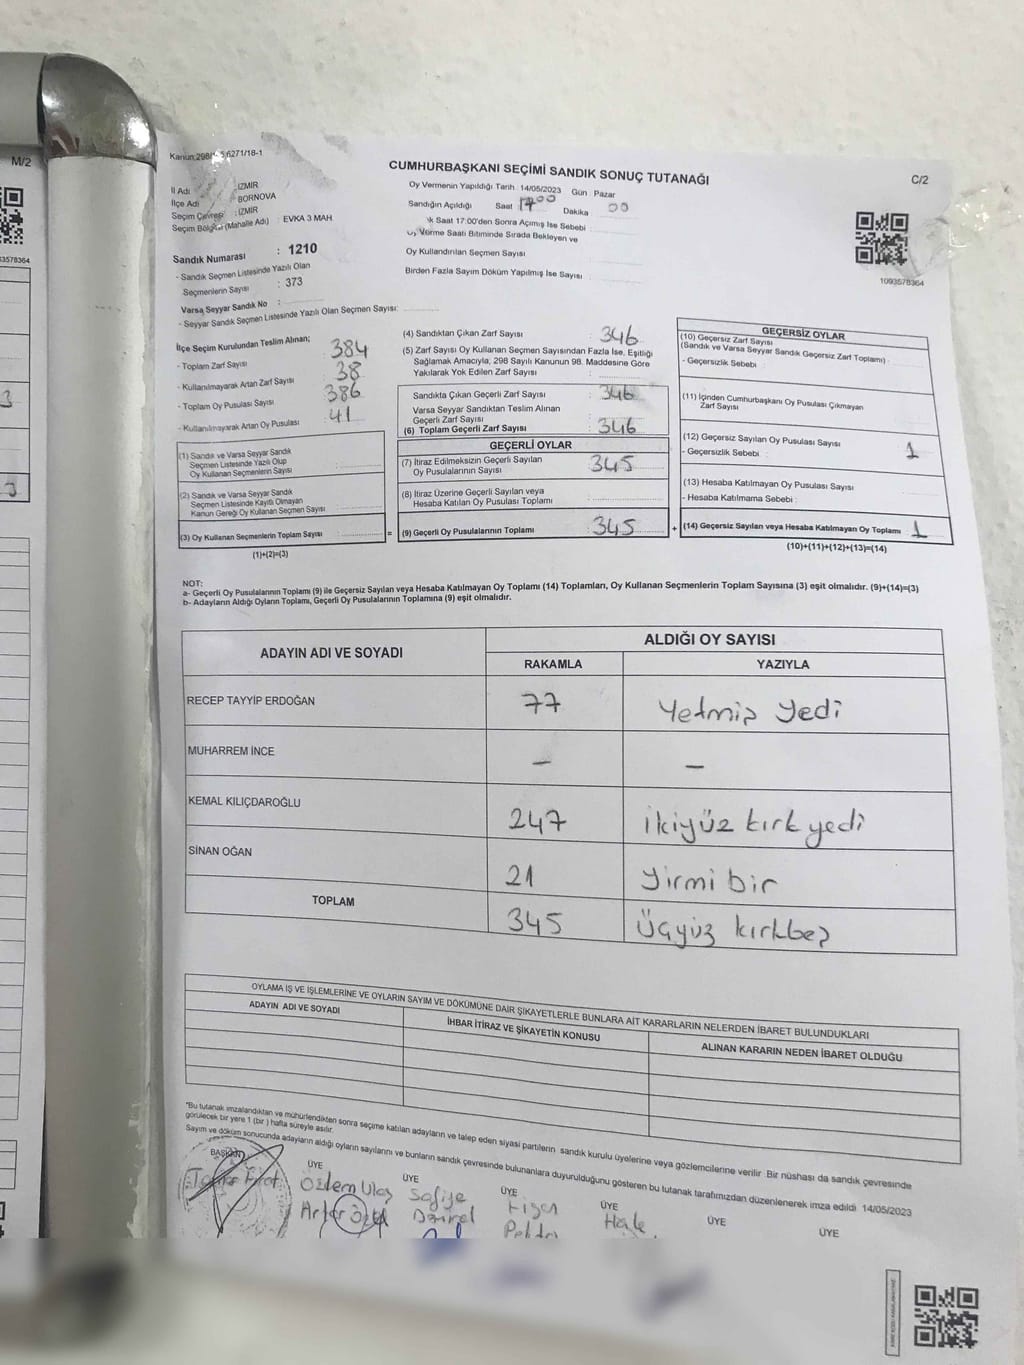 M/2
3578364
3
Kanun:298/ 6271/18-1
CUMHURBAŞKANI SEÇİMİ SANDIK SONUÇ TUTANAĞI
C/2
İl Adı : İZMİR
İlçe Adı : BORNOVA
Seçim Çevresi : İZMİR
Seçim Bölgesi (Mahalle Adı) : EVKA 3 MAH
Oy Vermenin Yapıldığı Tarih : 14/05/2023 Gün : Pazar
Sandığın Açıldığı Saat 17:00 Dakika 00
Saat 17:00'den Sonra Açımış İse Sebebi :
Oy Verme Saati Bitiminde Sırada Bekleyen ve
Oy Kullandırılan Seçmen Sayısı :
Birden Fazla Sayım Döküm Yapılmış İse Sayısı :
1093578364
Sandık Numarası : 1210
- Sandık Seçmen Listesinde Yazılı Olan
Seçmenlerin Sayısı : 373
Varsa Seyyar Sandık No :
- Seyyar Sandık Seçmen Listesinde Yazılı Olan Seçmen Sayısı:
İlçe Seçim Kurulundan Teslim Alınan;
- Toplam Zarf Sayısı : 384
- Kullanılmayarak Artan Zarf Sayısı : 38
- Toplam Oy Pusulası Sayısı : 386
- Kullanılmayarak Artan Oy Pusulası : 41
(1) Sandık ve Varsa Seyyar Sandık
Seçmen Listesinde Yazılı Olup
Oy Kullanan Seçmenlerin Sayısı :
(2) Sandık ve Varsa Seyyar Sandık
Seçmen Listesinde Kayıtlı Olmayan
Kanun Gereği Oy Kullanan Seçmen Sayısı :
(3) Oy Kullanan Seçmenlerin Toplam Sayısı :
(1)+(2)=(3)
=
(4) Sandıktan Çıkan Zarf Sayısı : 346
(5) Zarf Sayısı Oy Kullanan Seçmen Sayısından Fazla İse, Eşitliği
Sağlamak Amacıyla, 298 Sayılı Kanunun 98. Maddesine Göre
Yakılarak Yok Edilen Zarf Sayısı :
Sandıkta Çıkan Geçerli Zarf Sayısı : 346
Varsa Seyyar Sandıktan Teslim Alınan
Geçerli Zarf Sayısı :
(6) Toplam Geçerli Zarf Sayısı : 346
GEÇERLİ OYLAR
(7) İtiraz Edilmeksizin Geçerli Sayılan
Oy Pusulalarının Sayısı : 345
(8) İtiraz Üzerine Geçerli Sayılan veya
Hesaba Katılan Oy Pusulası Toplamı :
(9) Geçerli Oy Pusulalarının Toplamı : 345
+
GEÇERSİZ OYLAR
(10) Geçersiz Zarf Sayısı
(Sandık ve Varsa Seyyar Sandık Geçersiz Zarf Toplamı) :
- Geçersizlik Sebebi :
(11) İçinden Cumhurbaşkanı Oy Pusulası Çıkmayan
Zarf Sayısı :
(12) Geçersiz Sayılan Oy Pusulası Sayısı : 1
- Geçersizlik Sebebi :
(13) Hesaba Katılmayan Oy Pusulası Sayısı :
- Hesaba Katılmama Sebebi :
(14) Geçersiz Sayılan veya Hesaba Katılmayan Oy Toplamı : 1
(10)+(11)+(12)+(13)=(14)
NOT:
a- Geçerli Oy Pusulalarının Toplamı (9) ile Geçersiz Sayılan veya Hesaba Katılmayan Oy Toplamı (14) Toplamları, Oy Kullanan Seçmenlerin Toplam Sayısına (3) eşit olmalıdır. (9)+(14)=(3)
b- Adayların Aldığı Oyların Toplamı, Geçerli Oy Pusulalarının Toplamına (9) eşit olmalıdır.
ADAYIN ADI VE SOYADI
ALDIĞI OY SAYISI
RAKAMLA YAZIYLA
RECEP TAYYİP ERDOĞAN 77 Yetmiş Yedi
MUHARREM İNCE – –
KEMAL KILIÇDAROĞLU 247 ikiyüz kırk yedi
SİNAN OĞAN 21 Yirmi bir
TOPLAM 345 Üçyüz kırkbeş
OYLAMA İŞ VE İŞLEMLERİNE VE OYLARIN SAYIM VE DÖKÜMÜNE DAİR ŞİKAYETLERLE BUNLARA AİT KARARLARIN NELERDEN İBARET BULUNDUKLARI
ADAYIN ADI VE SOYADI İHBAR İTİRAZ VE ŞİKAYETİN KONUSU ALINAN KARARIN NEDEN İBARET OLDUĞU
*Bu tutanak imzalandıktan ve mühürlendikten sonra seçime katılan adayların ve talep eden siyasi partilerin sandık kurulu üyelerine veya gözlemcilerine verilir. Bir nüshası da sandık çevresinde
görülecek bir yere 1 (bir) hafta süreyle asılır.
Sayım ve döküm sonucunda adayların aldığı oyların sayılarını ve bunların sandık çevresinde bulunanlara duyurulduğunu gösteren bu tutanak tarafımızdan düzenlenerek imza edildi. 14/05/2023
BAŞKAN ÜYE ÜYE ÜYE ÜYE ÜYE ÜYE
Özlem Ulaş Safiye Hale